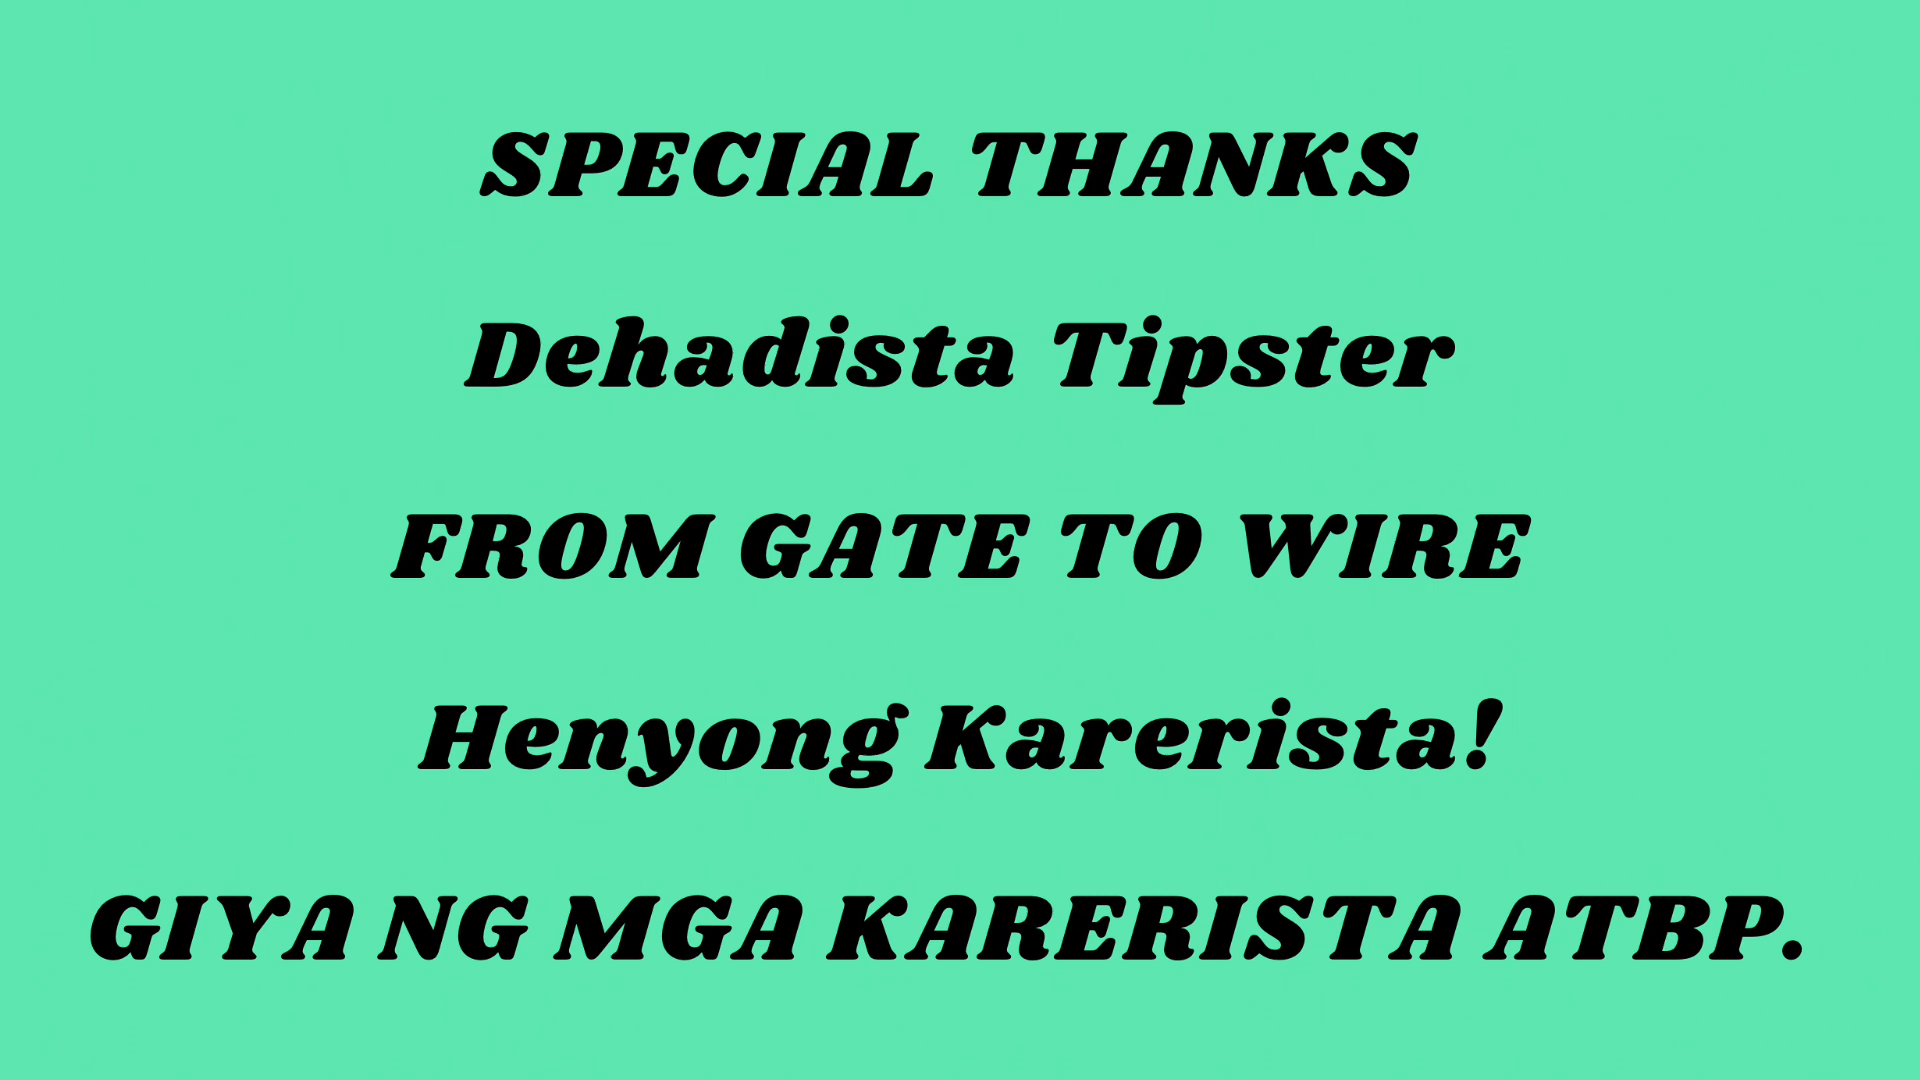 SPECIAL THANKS
Dehadista Tipster
FROM GATE TO WIRE
Henyong Karerista!
GIYA NG MGA KARERISTA ATBP.